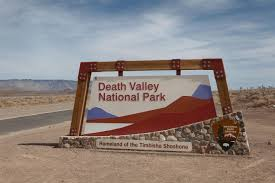 Death Valley
National Park
Homeland of the Timbisha Shoshone